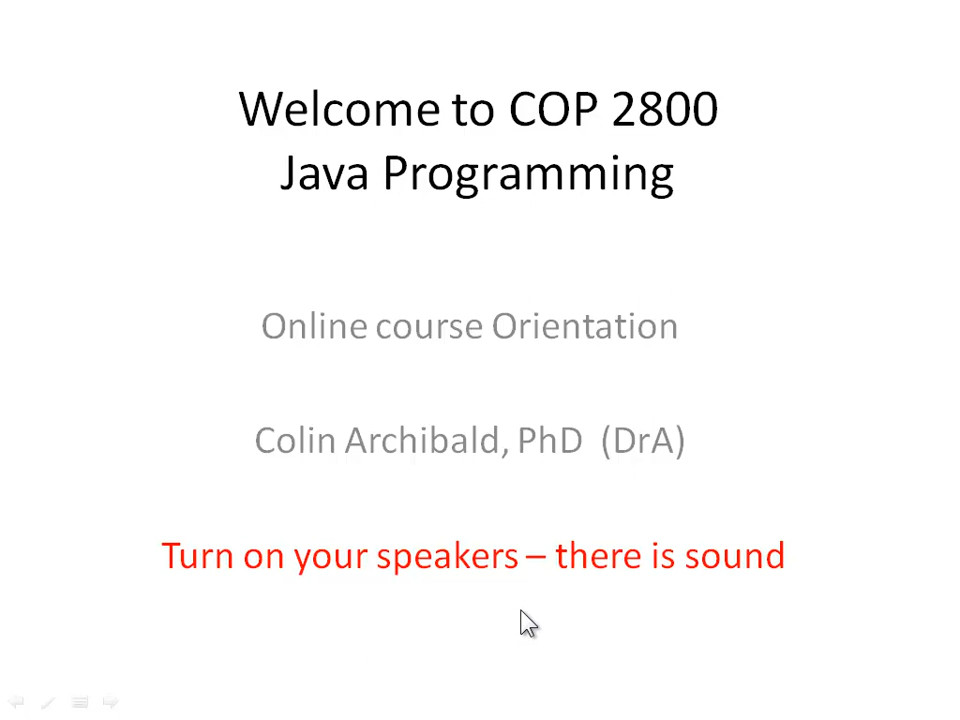 Welcome to COP 2800
Java Programming
Online course Orientation
Colin Archibald, PhD (DrA)
Turn on your speakers – there is sound